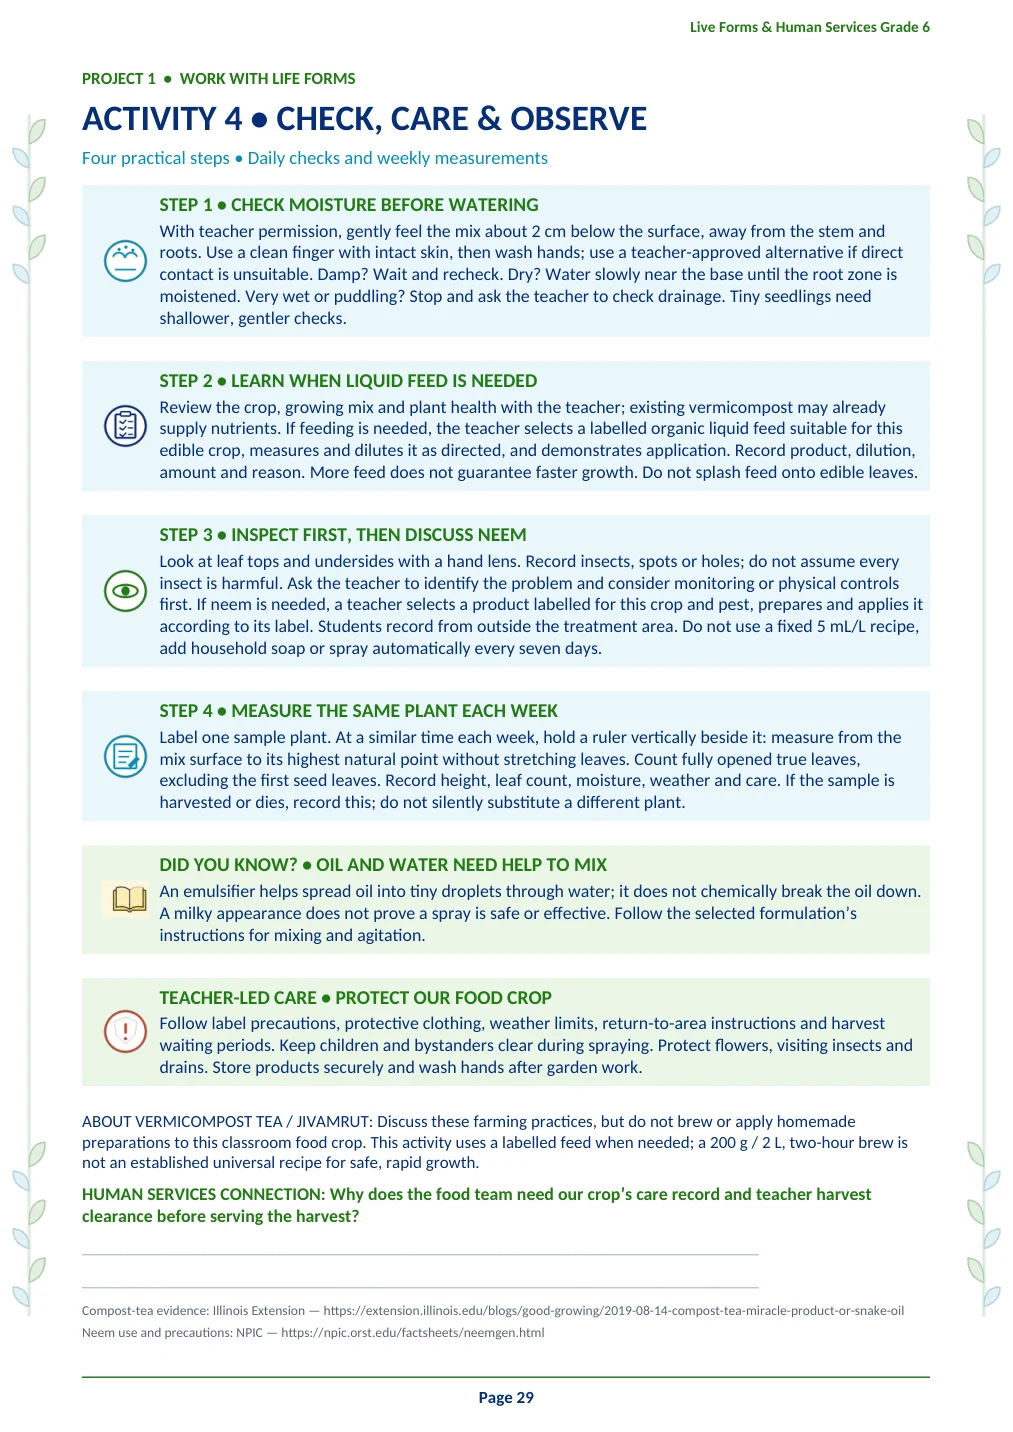 Live Forms & Human Services Grade 6
PROJECT 1 ● WORK WITH LIFE FORMS
ACTIVITY 4 ● CHECK, CARE & OBSERVE
Four practical steps • Daily checks and weekly measurements
STEP 1 ● CHECK MOISTURE BEFORE WATERING
With teacher permission, gently feel the mix about 2 cm below the surface, away from the stem and
roots. Use a clean finger with intact skin, then wash hands; use a teacher-approved alternative if direct
contact is unsuitable. Damp? Wait and recheck. Dry? Water slowly near the base until the root zone is
moistened. Very wet or puddling? Stop and ask the teacher to check drainage. Tiny seedlings need
shallower, gentler checks.
STEP 2 ● LEARN WHEN LIQUID FEED IS NEEDED
Review the crop, growing mix and plant health with the teacher; existing vermicompost may already
supply nutrients. If feeding is needed, the teacher selects a labelled organic liquid feed suitable for this
edible crop, measures and dilutes it as directed, and demonstrates application. Record product, dilution,
amount and reason. More feed does not guarantee faster growth. Do not splash feed onto edible leaves.
STEP 3 ● INSPECT FIRST, THEN DISCUSS NEEM
Look at leaf tops and undersides with a hand lens. Record insects, spots or holes; do not assume every
insect is harmful. Ask the teacher to identify the problem and consider monitoring or physical controls
first. If neem is needed, a teacher selects a product labelled for this crop and pest, prepares and applies it
according to its label. Students record from outside the treatment area. Do not use a fixed 5 mL/L recipe,
add household soap or spray automatically every seven days.
STEP 4 ● MEASURE THE SAME PLANT EACH WEEK
Label one sample plant. At a similar time each week, hold a ruler vertically beside it: measure from the
mix surface to its highest natural point without stretching leaves. Count fully opened true leaves,
excluding the first seed leaves. Record height, leaf count, moisture, weather and care. If the sample is
harvested or dies, record this; do not silently substitute a different plant.
DID YOU KNOW? ● OIL AND WATER NEED HELP TO MIX
An emulsifier helps spread oil into tiny droplets through water; it does not chemically break the oil down.
A milky appearance does not prove a spray is safe or effective. Follow the selected formulation’s
instructions for mixing and agitation.
TEACHER-LED CARE ● PROTECT OUR FOOD CROP
Follow label precautions, protective clothing, weather limits, return-to-area instructions and harvest
waiting periods. Keep children and bystanders clear during spraying. Protect flowers, visiting insects and
drains. Store products securely and wash hands after garden work.
ABOUT VERMICOMPOST TEA / JIVAMRUT: Discuss these farming practices, but do not brew or apply homemade
preparations to this classroom food crop. This activity uses a labelled feed when needed; a 200 g / 2 L, two-hour brew is
not an established universal recipe for safe, rapid growth.
HUMAN SERVICES CONNECTION: Why does the food team need our crop’s care record and teacher harvest
clearance before serving the harvest?
Compost-tea evidence: Illinois Extension — https://extension.illinois.edu/blogs/good-growing/2019-08-14-compost-tea-miracle-product-or-snake-oil
Neem use and precautions: NPIC — https://npic.orst.edu/factsheets/neemgen.html
Page 29